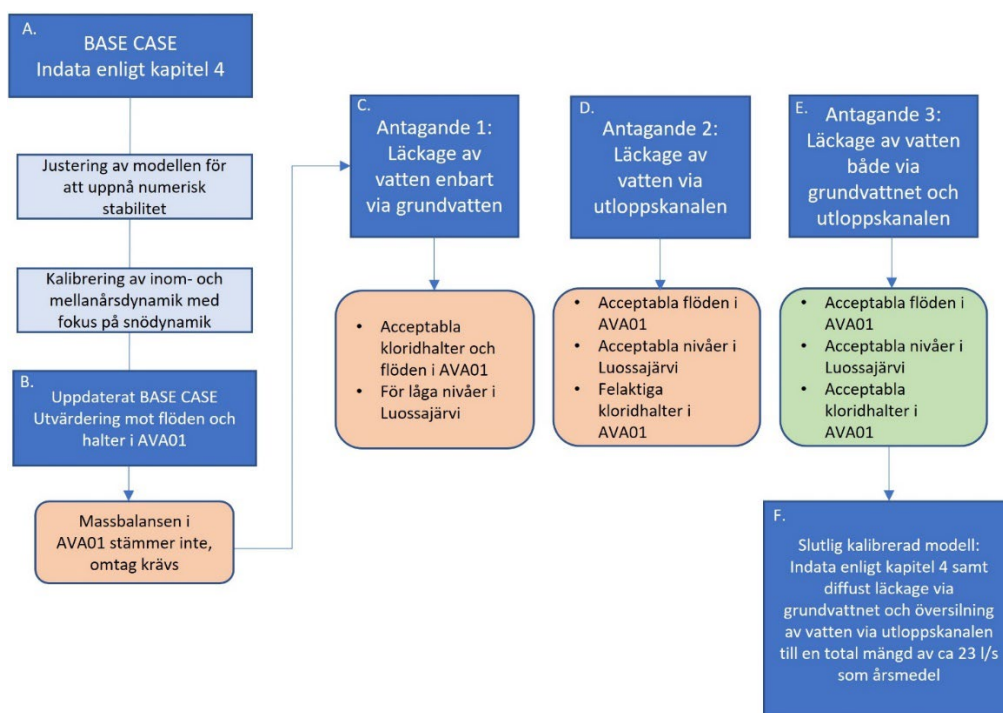 A.
BASE CASE
Indata enligt kapitel 4
Justering av modellen för
att uppnå numerisk
stabilitet
Kalibrering av inom- och
mellanårsdynamik med
fokus på snödynamik
B.
Uppdaterat BASE CASE
Utvärdering mot flöden och
halter i AVA01
Massbalansen i
AVA01 stämmer inte,
omtag krävs
C.
Antagande 1:
Läckage av
vatten enbart
via grundvatten
• Acceptabla
kloridhalter och
flöden i AVA01
• För låga nivåer i
Luossajärvi
D.
Antagande 2:
Läckage av
vatten via
utloppskanalen
• Acceptabla flöden i
AVA01
• Acceptabla nivåer i
Luossajärvi
• Felaktiga
kloridhalter i
AVA01
E.
Antagande 3:
Läckage av vatten
både via
grundvattnet och
utloppskanalen
• Acceptabla flöden i
AVA01
• Acceptabla nivåer i
Luossajärvi
• Acceptabla
kloridhalter i
AVA01
F.
Slutlig kalibrerad modell:
Indata enligt kapitel 4 samt
diffust läckage via
grundvattnet och översilning
av vatten via utloppskanalen
till en total mängd av ca 23 l/s
som årsmedel